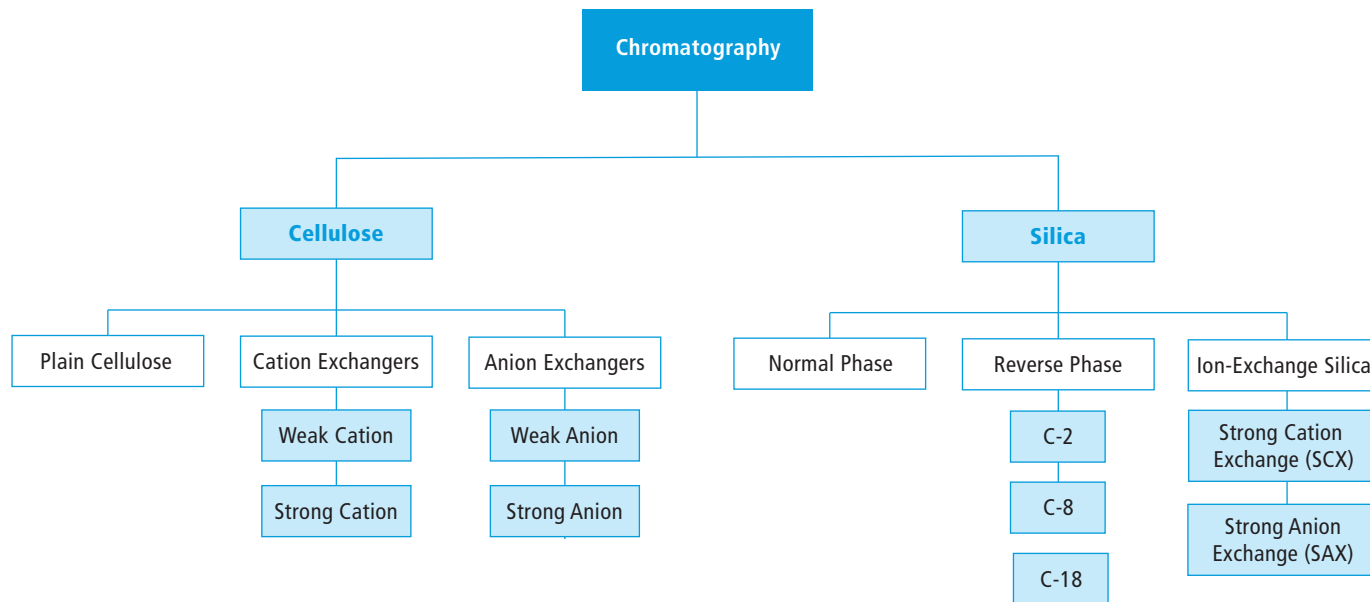 Chromatography
Cellulose
Silica
Plain Cellulose
Cation Exchangers
Anion Exchangers
Normal Phase
Reverse Phase
Ion-Exchange Silica
Weak Cation
Weak Anion
C-2
Strong Cation
Exchange (SCX)
Strong Cation
Strong Anion
C-8
Strong Anion
Exchange (SAX)
C-18